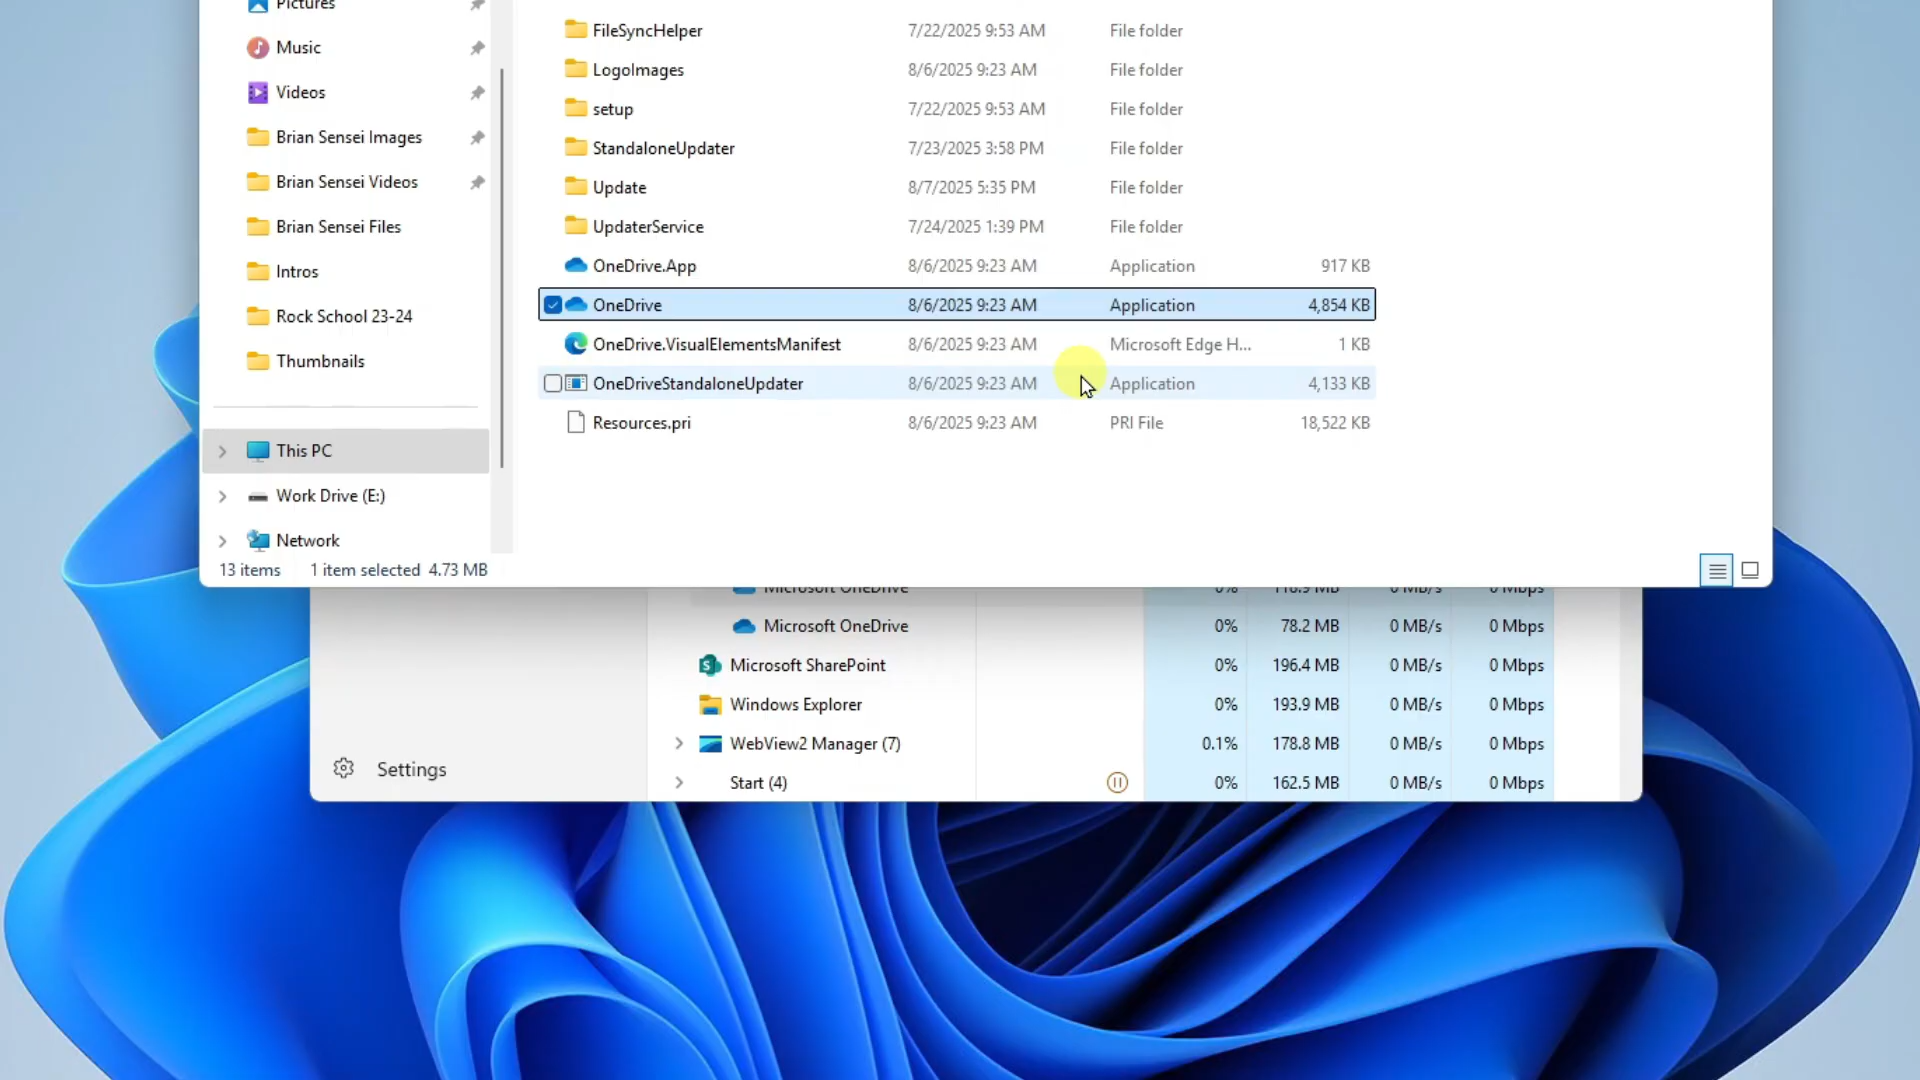 Pictures
Music
Videos
Brian Sensei Images
Brian Sensei Videos
Brian Sensei Files
Intros
Rock School 23-24
Thumbnails
This PC
Work Drive (E:)
Network
FileSyncHelper 7/22/2025 9:53 AM File folder
LogoImages 8/6/2025 9:23 AM File folder
setup 7/22/2025 9:53 AM File folder
StandaloneUpdater 7/23/2025 3:58 PM File folder
Update 8/7/2025 5:35 PM File folder
UpdaterService 7/24/2025 1:39 PM File folder
OneDrive.App 8/6/2025 9:23 AM Application 917 KB
OneDrive 8/6/2025 9:23 AM Application 4,854 KB
OneDrive.VisualElementsManifest 8/6/2025 9:23 AM Microsoft Edge H... 1 KB
OneDriveStandaloneUpdater 8/6/2025 9:23 AM Application 4,133 KB
Resources.pri 8/6/2025 9:23 AM PRI File 18,522 KB
13 items 1 item selected 4.73 MB
Microsoft OneDrive 0% 118.9 MB 0 MB/s 0 Mbps
Microsoft OneDrive 0% 78.2 MB 0 MB/s 0 Mbps
Microsoft SharePoint 0% 196.4 MB 0 MB/s 0 Mbps
Windows Explorer 0% 193.9 MB 0 MB/s 0 Mbps
WebView2 Manager (7) 0.1% 178.8 MB 0 MB/s 0 Mbps
Start (4) 0% 162.5 MB 0 MB/s 0 Mbps
Settings